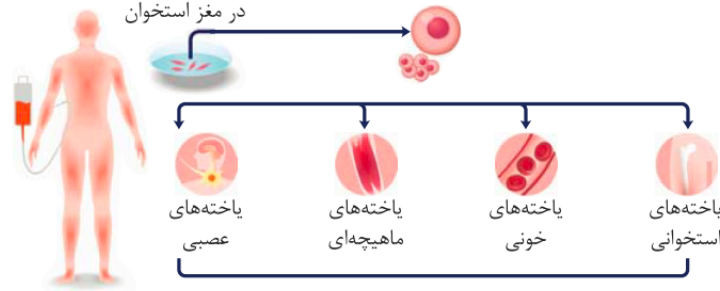 در مغز استخوان
یاخته‌های
استخوانی
یاخته‌های
خونی
یاخته‌های
ماهیچه‌ای
یاخته‌های
عصبی